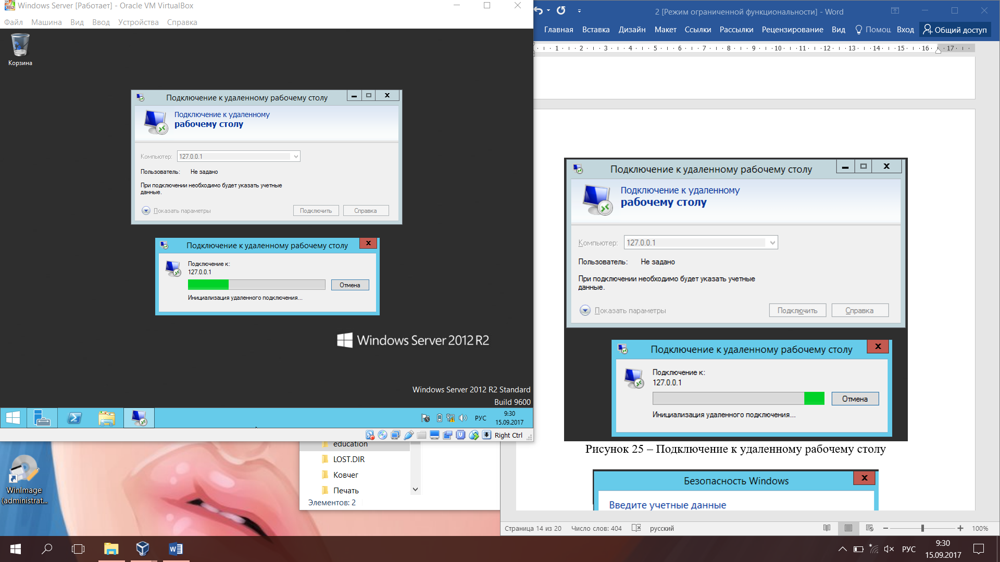 Windows Server [Работает] - Oracle VM VirtualBox
Файл Машина Вид Ввод Устройства Справка
Корзина
Подключение к удаленному рабочему столу
Подключение к удаленному
рабочему столу
Компьютер: 127.0.0.1
Пользователь: Не задано
При подключении необходимо будет указать учетные
данные.
Показать параметры Подключить Справка
Подключение к удаленному рабочему столу
Подключение к:
127.0.0.1
Отмена
Инициализация удаленного подключения...
Windows Server 2012 R2
Windows Server 2012 R2 Standard
Build 9600
РУС
9:30
15.09.2017
Right Ctrl
education
LOST.DIR
Ковчег
Печать
Элементов: 2
WinImage
(administrat...
2 [Режим ограниченной функциональности] - Word
Главная Вставка Дизайн Макет Ссылки Рассылки Рецензирование Вид Помощ Вход Общий доступ
1 2 3 4 5 6 7 8 9 10 11 12 13 14 15 16 17
Подключение к удаленному рабочему столу
Подключение к удаленному
рабочему столу
Компьютер: 127.0.0.1
Пользователь: Не задано
При подключении необходимо будет указать учетные
данные.
Показать параметры Подключить Справка
Подключение к удаленному рабочему столу
Подключение к:
127.0.0.1
Отмена
Инициализация удаленного подключения...
Рисунок 25 – Подключение к удаленному рабочему столу
Безопасность Windows
Введите учетные данные
Страница 14 из 20 Число слов: 404 русский 100%
РУС
9:30
15.09.2017